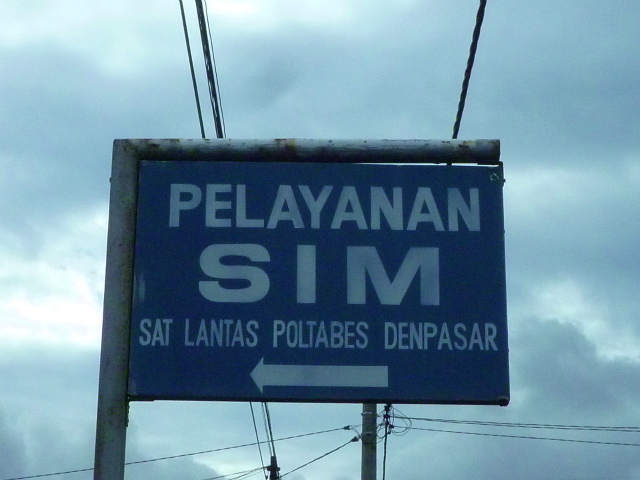 PELAYANAN
SIM
SAT LANTAS POLTABES DENPASAR